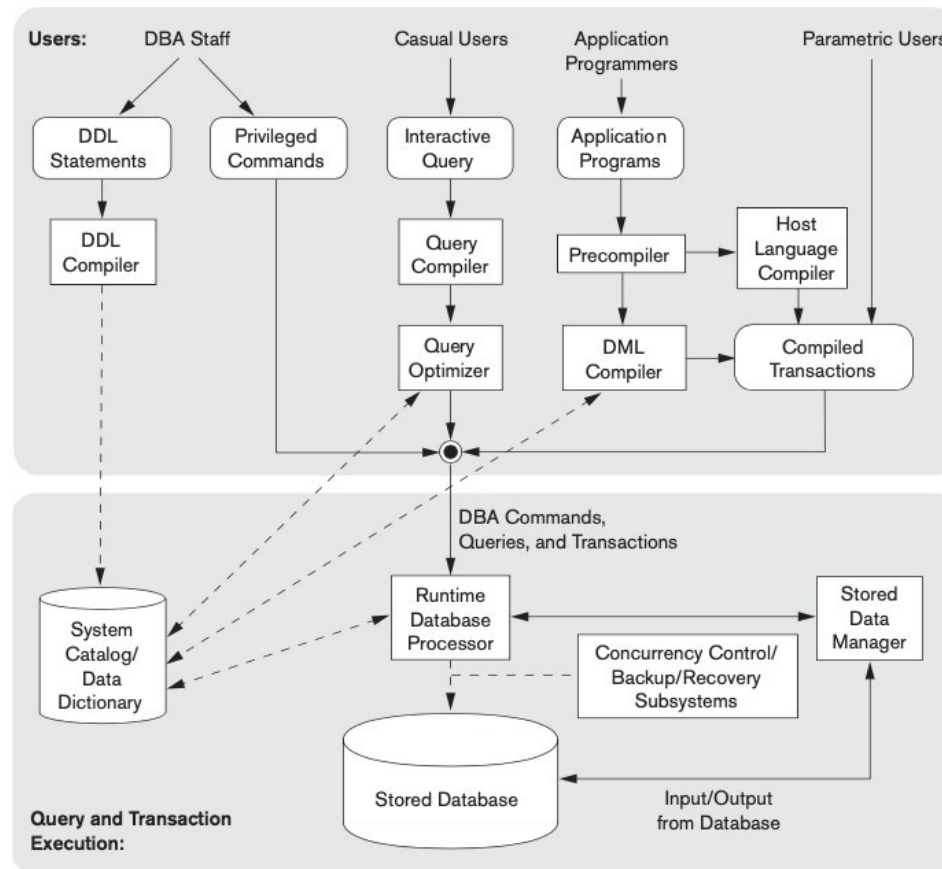 Users:
DBA Staff
Casual Users
Application
Programmers
Parametric Users
DDL
Statements
Privileged
Commands
Interactive
Query
Application
Programs
DDL
Compiler
Query
Compiler
Precompiler
Host
Language
Compiler
Query
Optimizer
DML
Compiler
Compiled
Transactions
DBA Commands,
Queries, and Transactions
System
Catalog/
Data
Dictionary
Runtime
Database
Processor
Stored
Data
Manager
Concurrency Control/
Backup/Recovery
Subsystems
Stored Database
Input/Output
from Database
Query and Transaction
Execution: